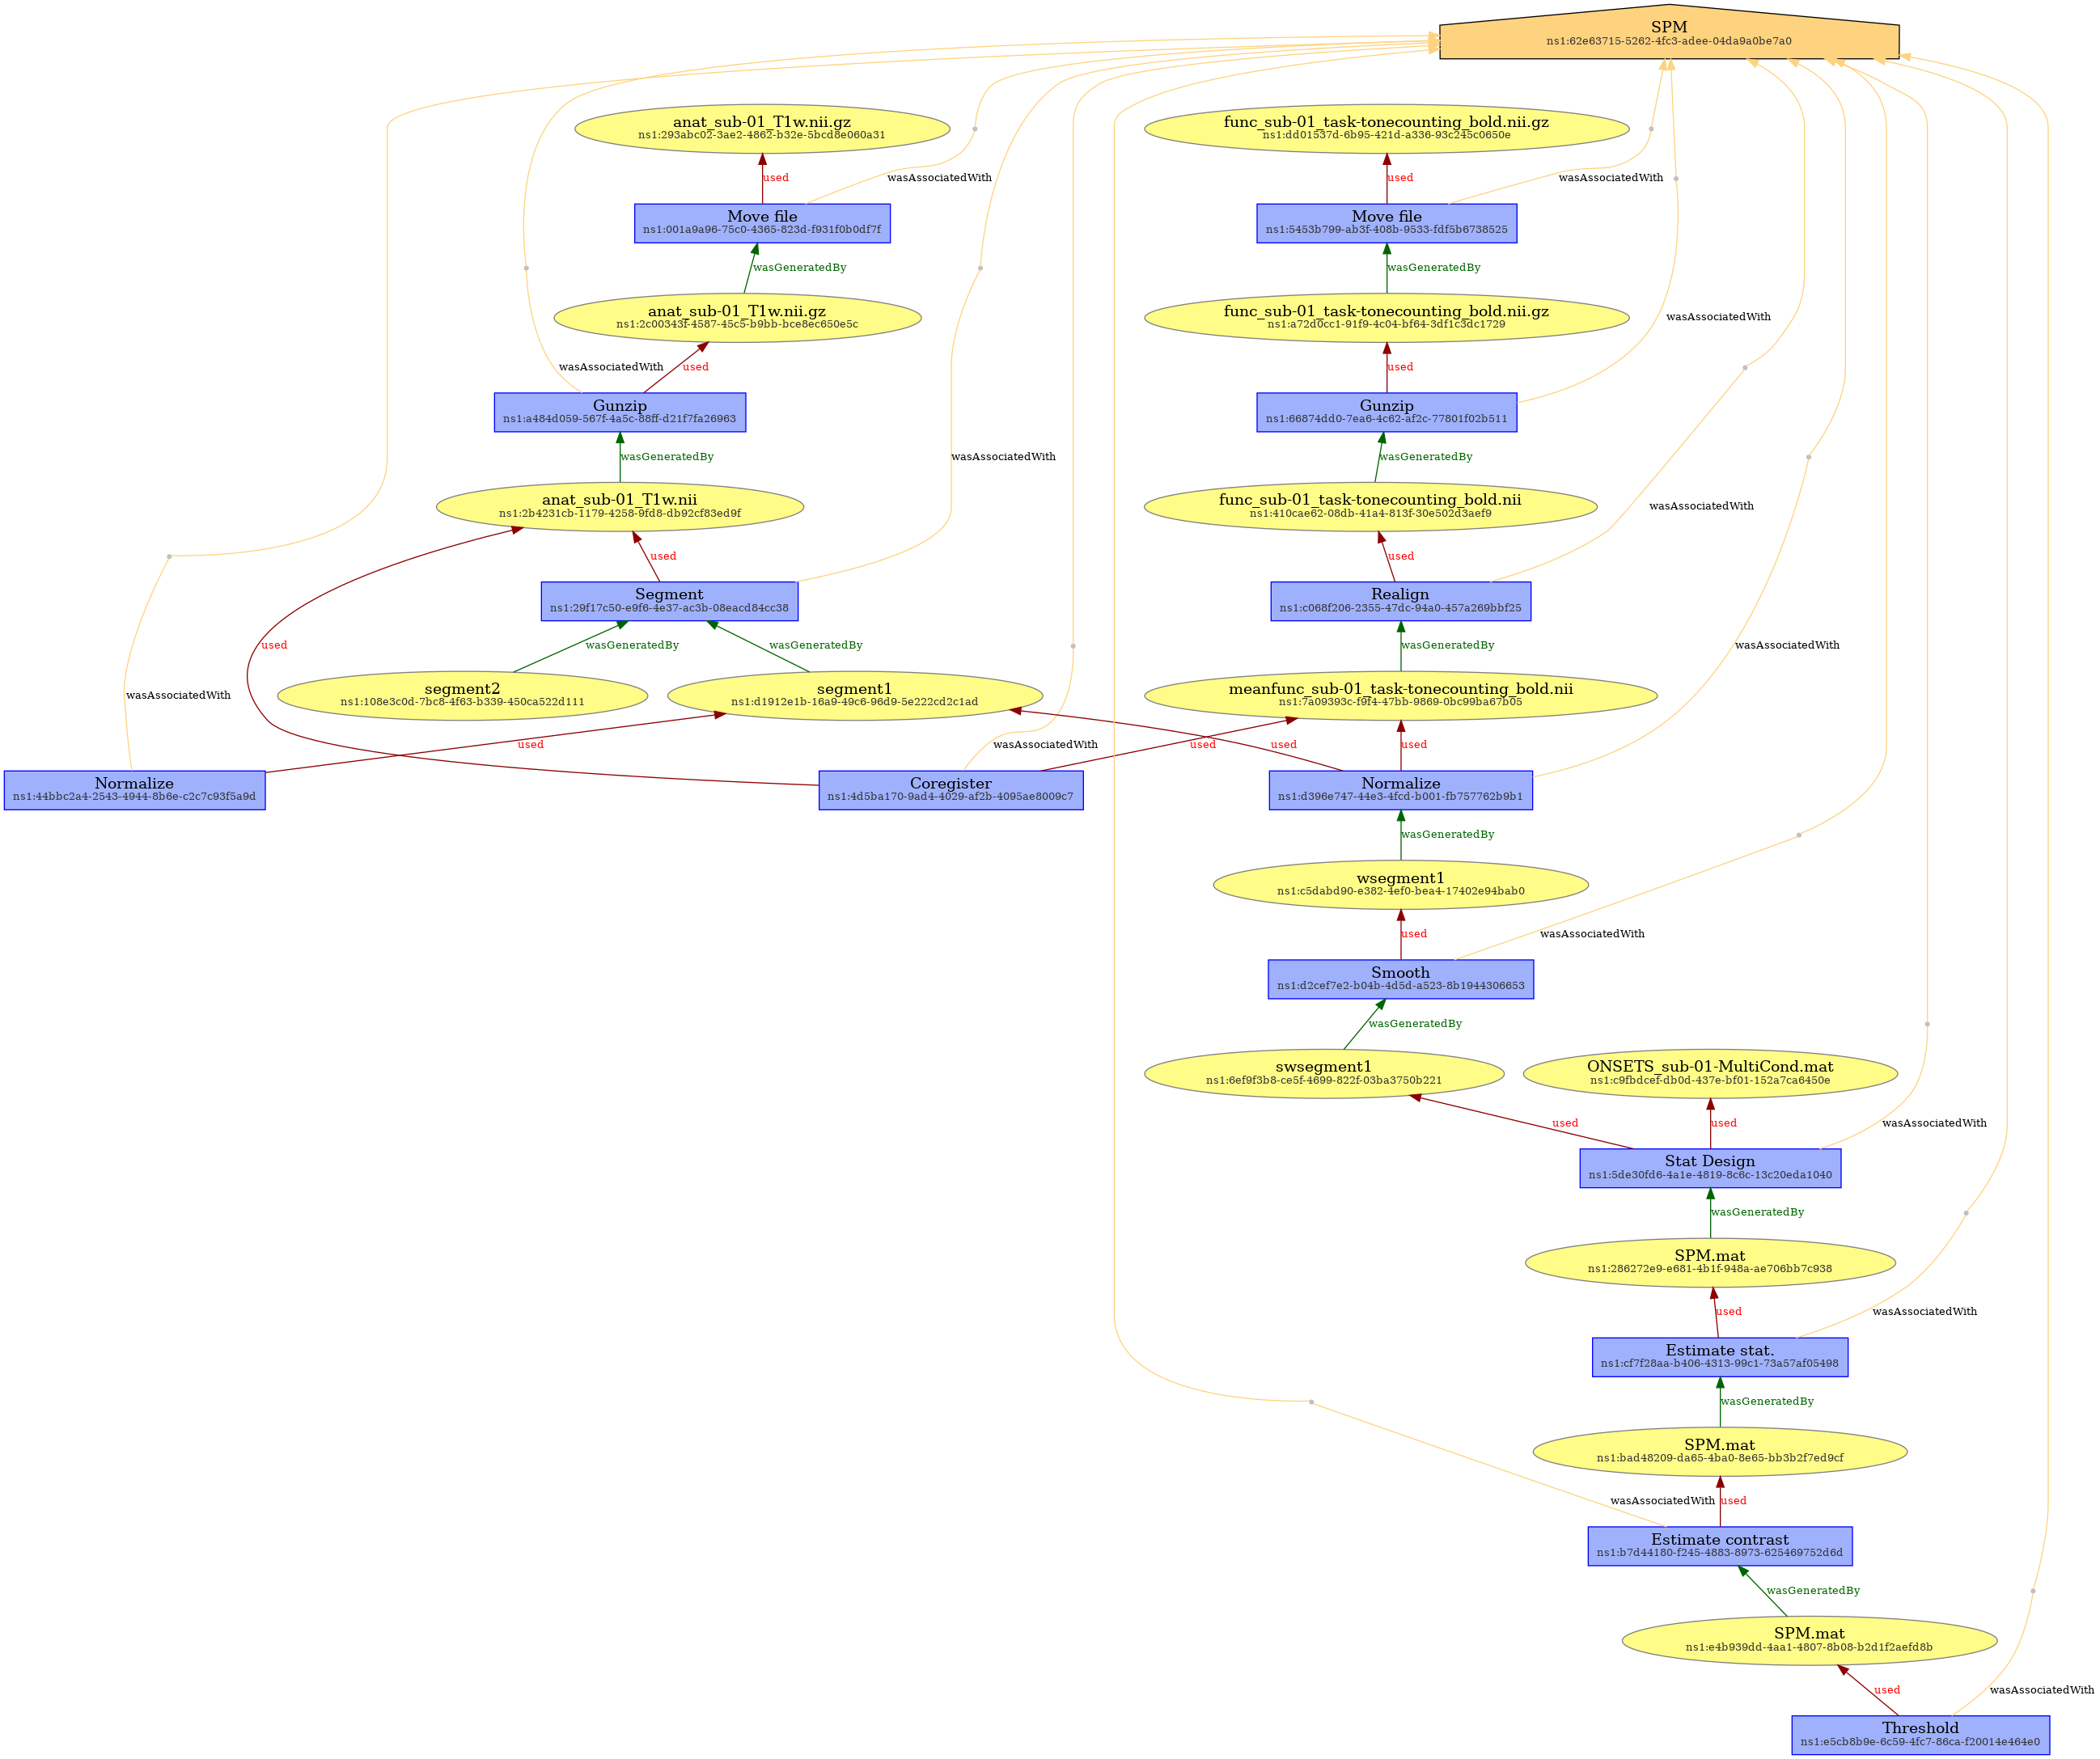 SPM
ns1:62e63715-5262-4fc3-adee-04da9a0be7a0
anat_sub-01_T1w.nii.gz
ns1:293abc02-3ae2-4862-b32e-5bcd8e060a31
func_sub-01_task-tonecounting_bold.nii.gz
ns1:dd01537d-6b95-421d-a336-93c245c0650e
used
wasAssociatedWith
used
wasAssociatedWith
Move file
ns1:001a9a96-75c0-4365-823d-f931f0b0df7f
Move file
ns1:5453b799-ab3f-408b-9533-fdf5b6738525
wasGeneratedBy
wasGeneratedBy
anat_sub-01_T1w.nii.gz
ns1:2c00343f-4587-45c5-b9bb-bce8ec650e5c
func_sub-01_task-tonecounting_bold.nii.gz
ns1:a72d0cc1-91f9-4c04-bf64-3df1c3dc1729
wasAssociatedWith
wasAssociatedWith
used
used
Gunzip
ns1:a484d059-567f-4a5c-88ff-d21f7fa26963
Gunzip
ns1:66874dd0-7ea6-4c62-af2c-77801f02b511
wasGeneratedBy
wasAssociatedWith
wasGeneratedBy
anat_sub-01_T1w.nii
ns1:2b4231cb-1179-4258-9fd8-db92cf83ed9f
func_sub-01_task-tonecounting_bold.nii
ns1:410cae62-08db-41a4-813f-30e502d3aef9
wasAssociatedWith
used
used
Segment
ns1:29f17c50-e9f6-4e37-ac3b-08eacd84cc38
Realign
ns1:c068f206-2355-47dc-94a0-457a269bbf25
used
wasGeneratedBy
wasGeneratedBy
wasGeneratedBy
wasAssociatedWith
wasAssociatedWith
segment2
ns1:108e3c0d-7bc8-4f63-b339-450ca522d111
segment1
ns1:d1912e1b-16a9-49c6-96d9-5e222cd2c1ad
meanfunc_sub-01_task-tonecounting_bold.nii
ns1:7a09393c-f9f4-47bb-9869-0bc99ba67b05
used
wasAssociatedWith
used
used
used
Normalize
ns1:44bbc2a4-2543-4944-8b6e-c2c7c93f5a9d
Coregister
ns1:4d5ba170-9ad4-4029-af2b-4095ae8009c7
Normalize
ns1:d396e747-44e3-4fcd-b001-fb757762b9b1
wasGeneratedBy
wsegment1
ns1:c5dabd90-e382-4ef0-bea4-17402e94bab0
used
wasAssociatedWith
Smooth
ns1:d2cef7e2-b04b-4d5d-a523-8b1944306653
wasGeneratedBy
swsegment1
ns1:6ef9f3b8-ce5f-4699-822f-03ba3750b221
ONSETS_sub-01-MultiCond.mat
ns1:c9fbdcef-db0d-437e-bf01-152a7ca6450e
used
used
wasAssociatedWith
Stat Design
ns1:5de30fd6-4a1e-4819-8c6c-13c20eda1040
wasGeneratedBy
SPM.mat
ns1:286272e9-e681-4b1f-948a-ae706bb7c938
used
wasAssociatedWith
Estimate stat.
ns1:cf7f28aa-b406-4313-99c1-73a57af05498
wasGeneratedBy
SPM.mat
ns1:bad48209-da65-4ba0-8e65-bb3b2f7ed9cf
wasAssociatedWith
used
Estimate contrast
ns1:b7d44180-f245-4883-8973-625469752d6d
wasGeneratedBy
SPM.mat
ns1:e4b939dd-4aa1-4807-8b08-b2d1f2aefd8b
used
wasAssociatedWith
Threshold
ns1:e5cb8b9e-6c59-4fc7-86ca-f20014e464e0